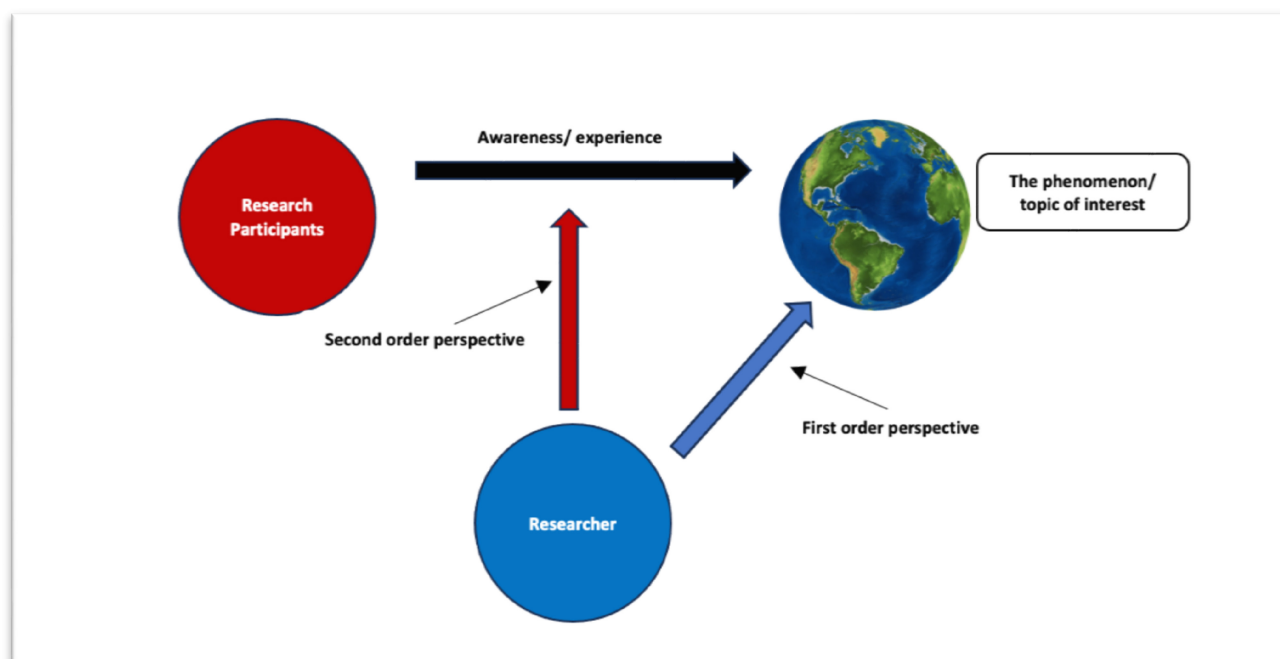 Awareness/ experience
Research
Participants
The phenomenon/
topic of interest
Second order perspective
First order perspective
Researcher